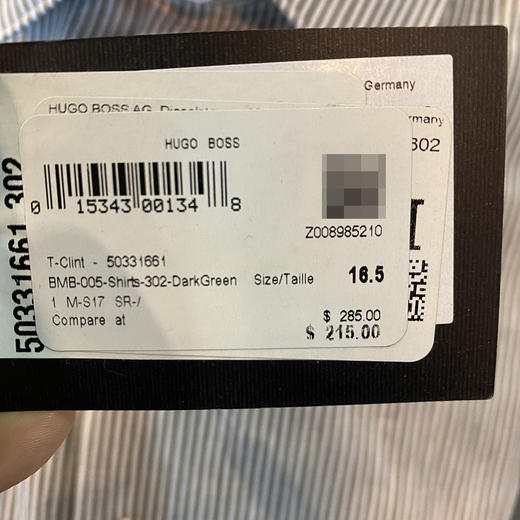 Germany
HUGO BOSS AG
many
302
50331661 302
HUGO BOSS
0 15343 00134 8
Z008985210
T-Clint - 50331661
BMB-005-Shirts-302-DarkGreen Size/Taille 16.5
1 M-S17 SR-/
Compare at $ 285.00
$ 215.00